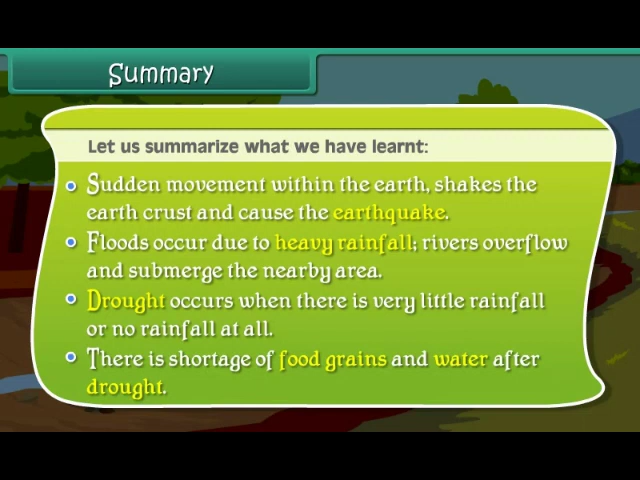 Summary
Let us summarize what we have learnt:
Sudden movement within the earth, shakes the
earth crust and cause the earthquake.
Floods occur due to heavy rainfall; rivers overflow
and submerge the nearby area.
Drought occurs when there is very little rainfall
or no rainfall at all.
There is shortage of food grains and water after
drought.